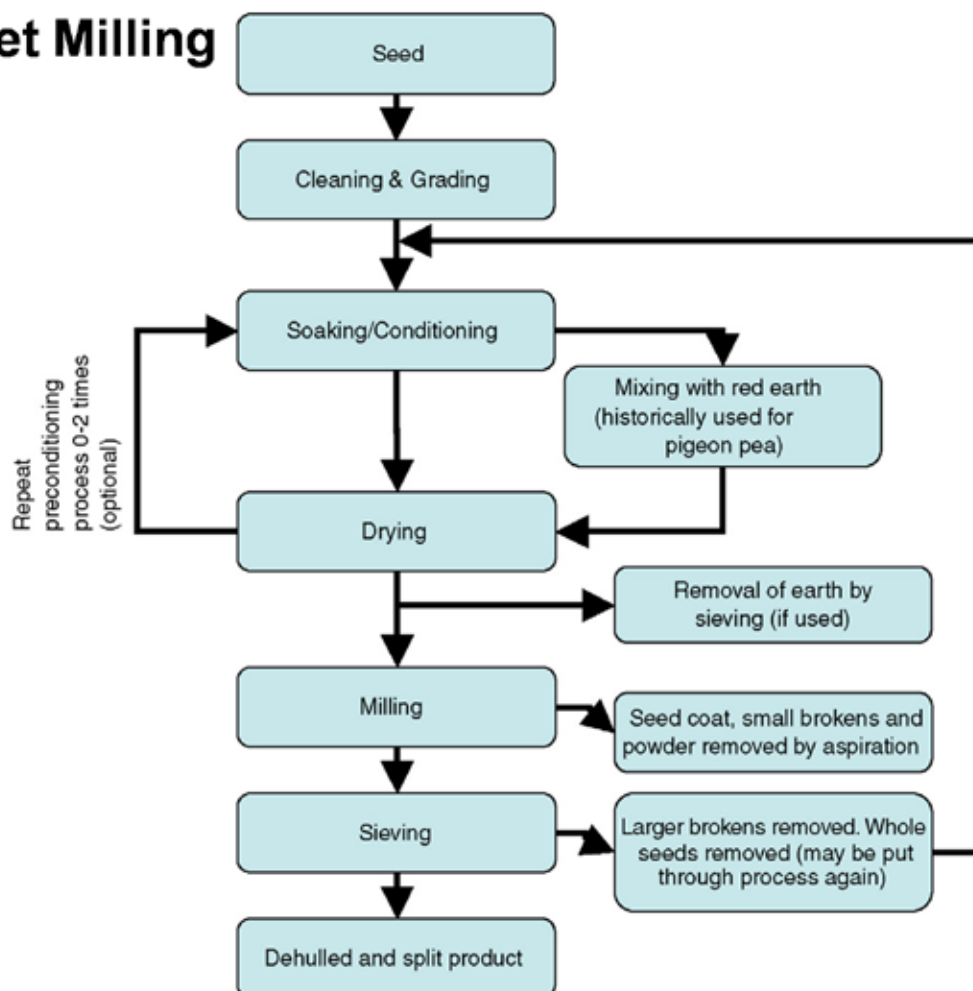 et Milling
Seed
Cleaning & Grading
Soaking/Conditioning
Mixing with red earth
(historically used for
pigeon pea)
Repeat
preconditioning
process 0-2 times
(optional)
Drying
Removal of earth by
sieving (if used)
Milling
Seed coat, small brokens and
powder removed by aspiration
Sieving
Larger brokens removed. Whole
seeds removed (may be put
through process again)
Dehulled and split product